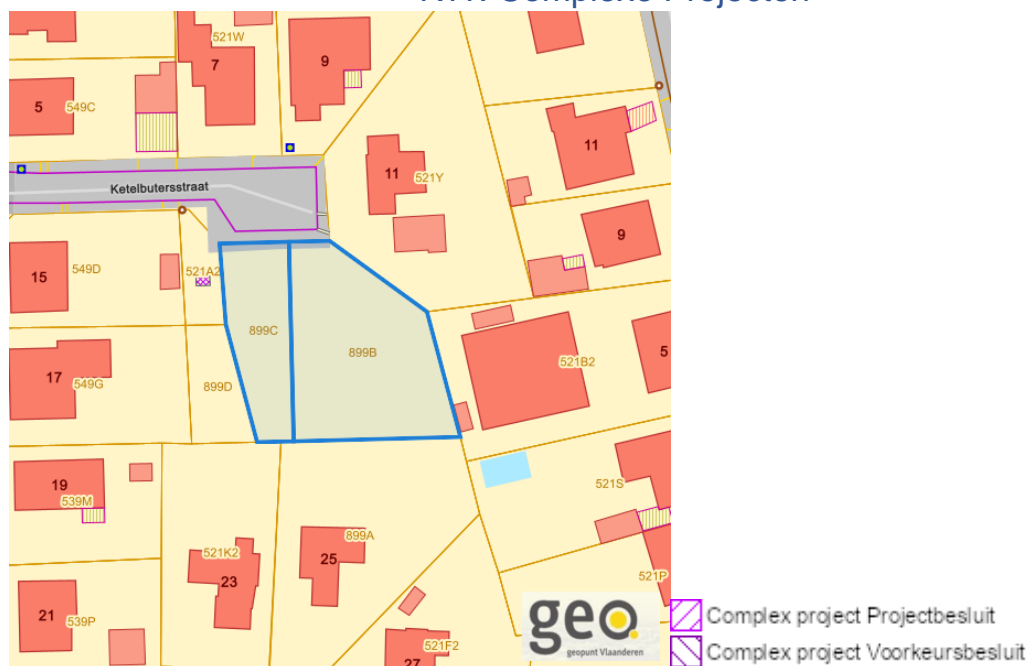 Complexe Projecten
521W
7
9
5 549C
11
11
521Y
Ketelbutersstraat
9
15 549D
521A2
899C
899B
5
521B2
17 549G
899D
19
539M
521S
899A
25
521K2
23
521P
21 539P
521F2
27
geo
geopunt Vlaanderen
Complex project Projectbesluit
Complex project Voorkeursbesluit